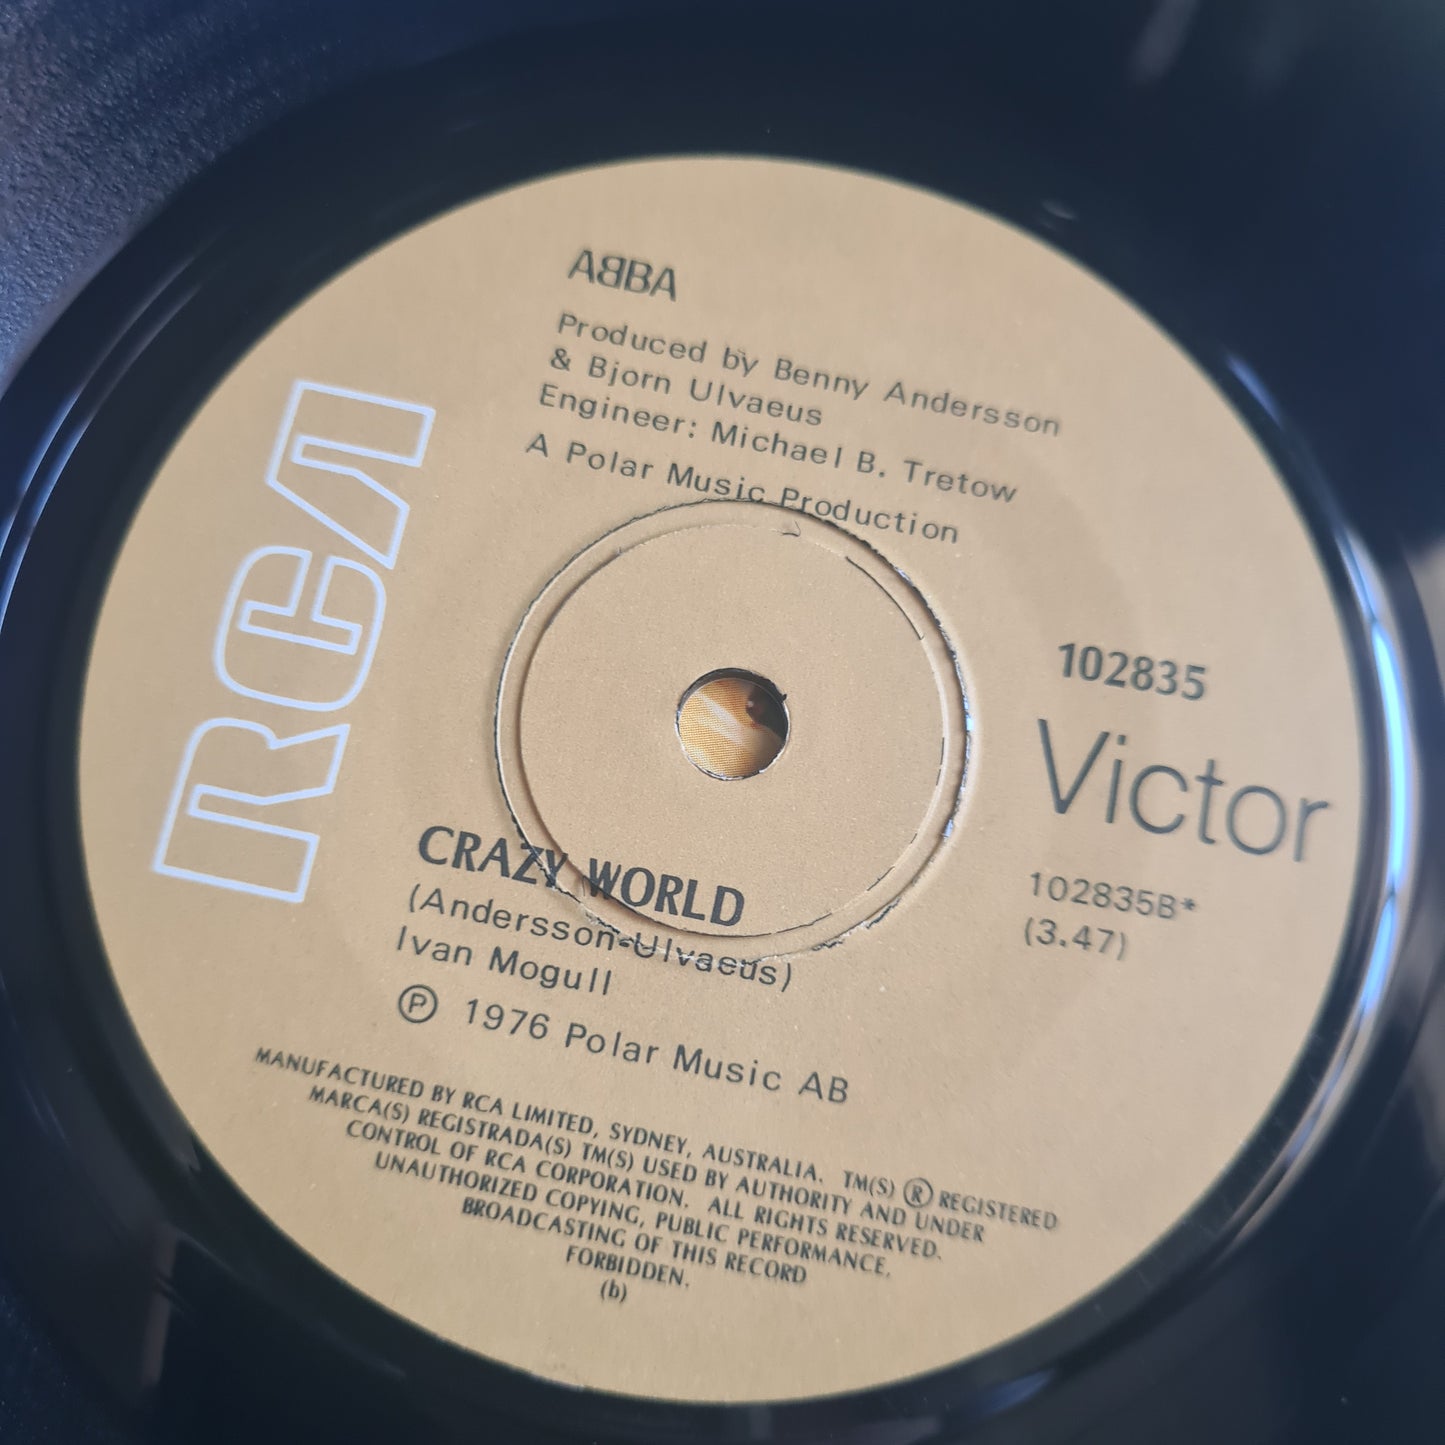 ABBA
Produced by Benny Andersson
& Bjorn Ulvaeus
Engineer: Michael B. Tretow
A Polar Music Production
RCA
102835
Victor
102835B*
(3.47)
CRAZY WORLD
(Andersson-Ulvaeus)
Ivan Mogull
Ⓟ 1976 Polar Music AB
MANUFACTURED BY RCA LIMITED, SYDNEY, AUSTRALIA. TM(S) ® REGISTERED
MARCA(S) REGISTRADA(S) TM(S) USED BY AUTHORITY AND UNDER
CONTROL OF RCA CORPORATION. ALL RIGHTS RESERVED.
UNAUTHORIZED COPYING, PUBLIC PERFORMANCE,
BROADCASTING OF THIS RECORD
FORBIDDEN.
(b)